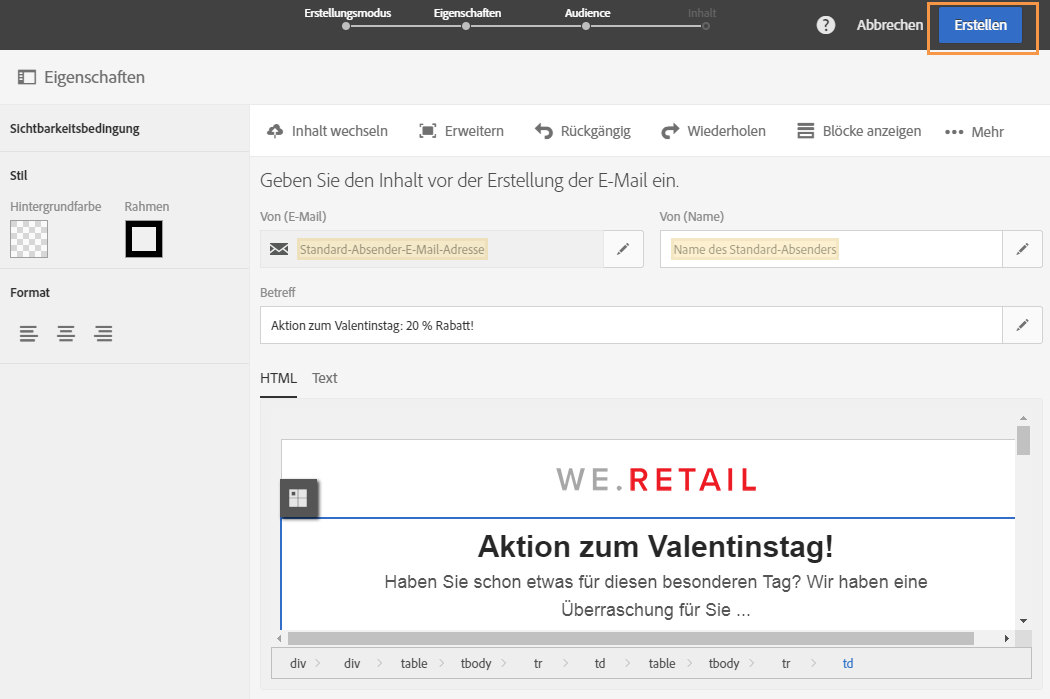 Erstellungsmodus
Eigenschaften
Audience
Inhalt
?
Abbrechen
Erstellen
Eigenschaften
Sichtbarkeitsbedingung
Stil
Hintergrundfarbe
Rahmen
Format
Inhalt wechseln
Erweitern
Rückgängig
Wiederholen
Blöcke anzeigen
Mehr
Geben Sie den Inhalt vor der Erstellung der E-Mail ein.
Von (E-Mail)
Von (Name)
Standard-Absender-E-Mail-Adresse
Name des Standard-Absenders
Betreff
Aktion zum Valentinstag: 20 % Rabatt!
HTML
Text
WE.RETAIL
Aktion zum Valentinstag!
Haben Sie schon etwas für diesen besonderen Tag? Wir haben eine
Überraschung für Sie ...
div
div
table
tbody
tr
td
table
tbody
tr
td